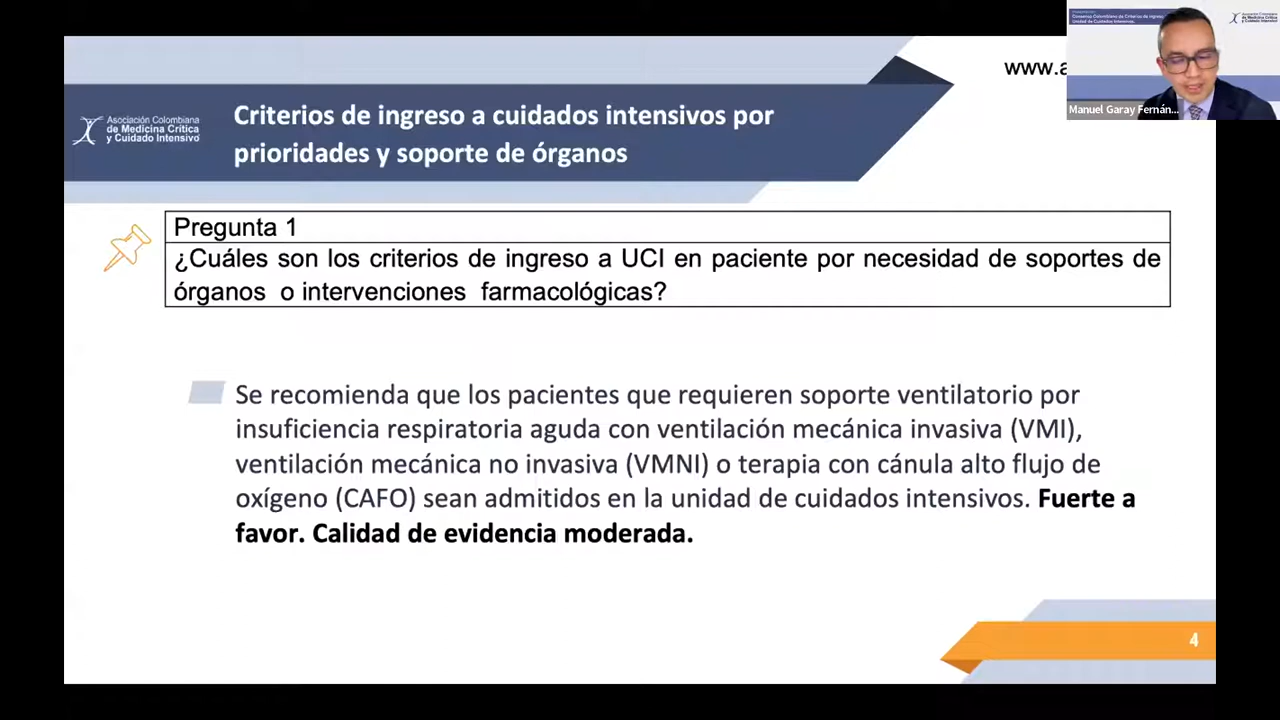 www.a
Asociación Colombiana
de Medicina Crítica
y Cuidado Intensivo
Criterios de ingreso a cuidados intensivos por
prioridades y soporte de órganos
Manuel Garay Fernán...
Pregunta 1
¿Cuáles son los criterios de ingreso a UCI en paciente por necesidad de soportes de
órganos o intervenciones farmacológicas?
Se recomienda que los pacientes que requieren soporte ventilatorio por
insuficiencia respiratoria aguda con ventilación mecánica invasiva (VMI),
ventilación mecánica no invasiva (VMNI) o terapia con cánula alto flujo de
oxígeno (CAFO) sean admitidos en la unidad de cuidados intensivos. Fuerte a
favor. Calidad de evidencia moderada.
4